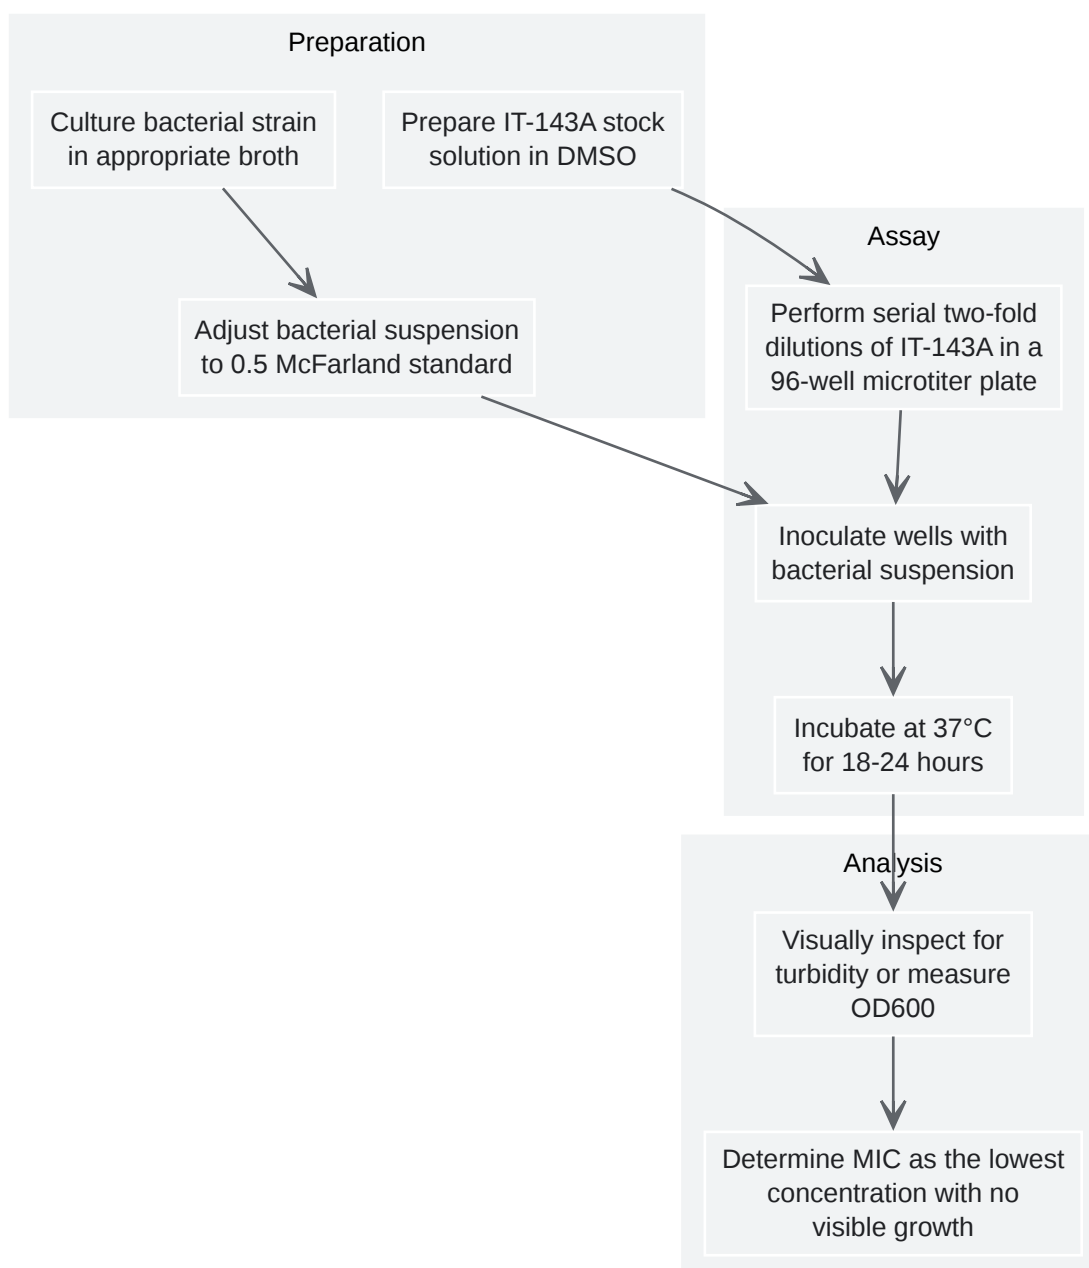 Preparation
Culture bacterial strain
in appropriate broth
Prepare IT-143A stock
solution in DMSO
Adjust bacterial suspension
to 0.5 McFarland standard
Assay
Perform serial two-fold
dilutions of IT-143A in a
96-well microtiter plate
Inoculate wells with
bacterial suspension
Incubate at 37°C
for 18-24 hours
Analysis
Visually inspect for
turbidity or measure
OD600
Determine MIC as the lowest
concentration with no
visible growth